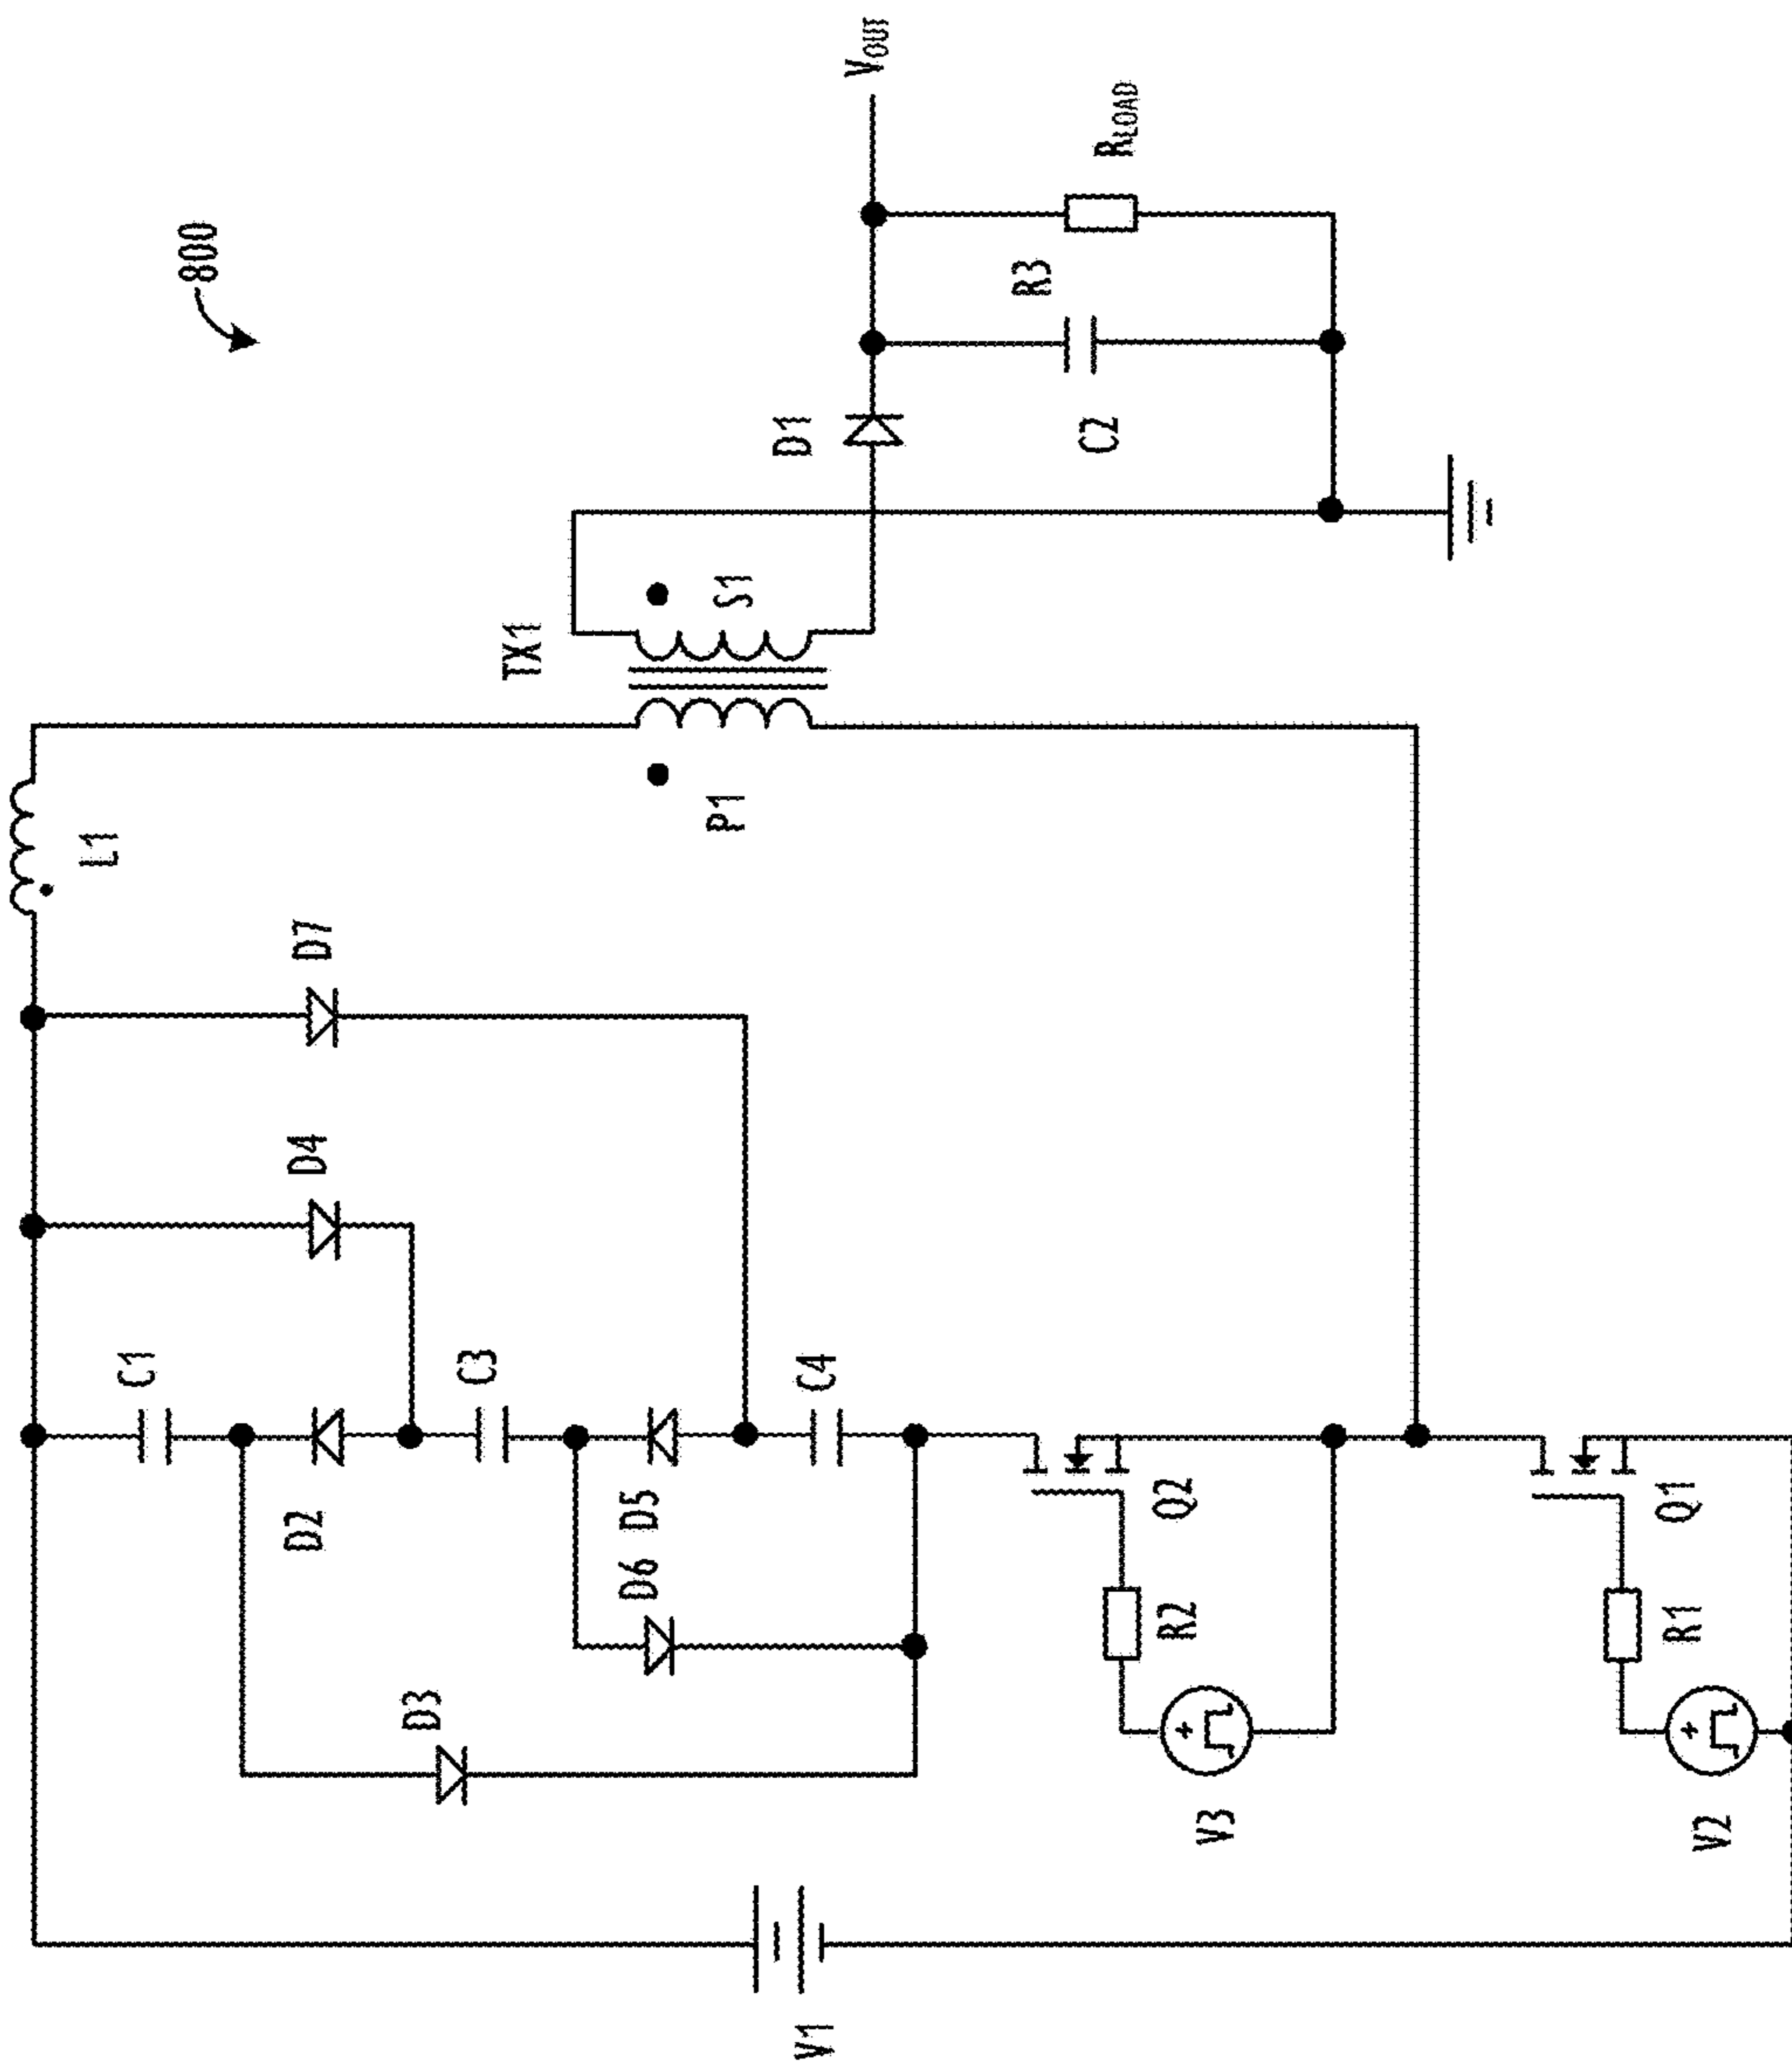 800
V1
V3
V2
D3
R2
R1
D6
D5
D2
Q2
Q1
C1
C3
C4
D4
D7
L1
P1
TX1
S1
D1
C2
R3
RLOAD
VOUT